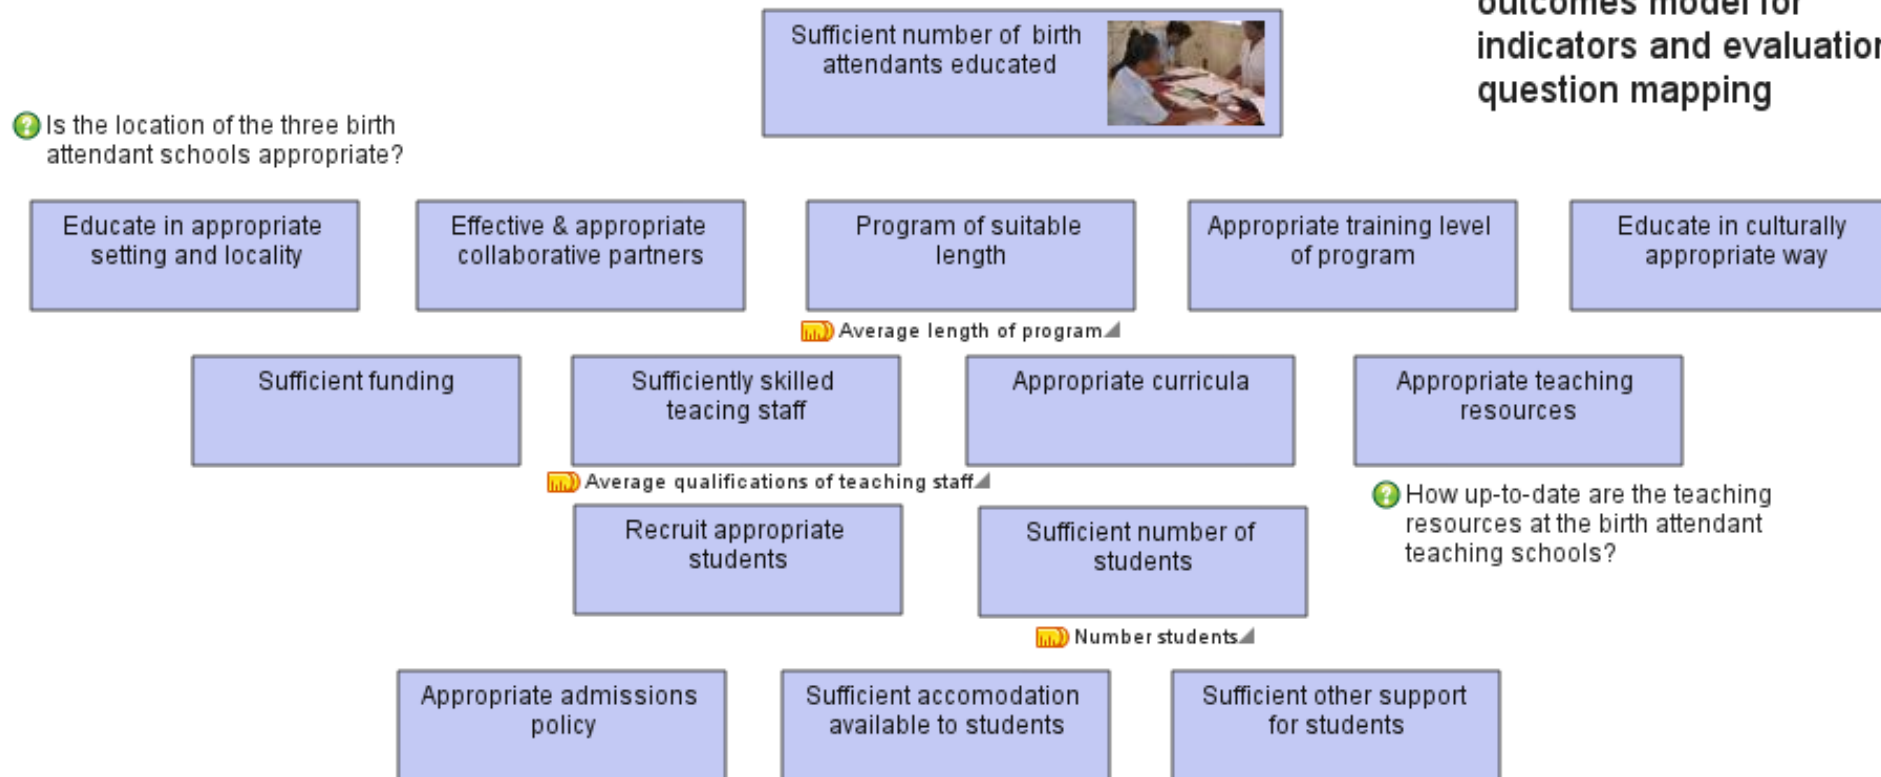 outcomes model for
indicators and evaluation
question mapping
Sufficient number of birth
attendants educated
Is the location of the three birth
attendant schools appropriate?
Educate in appropriate
setting and locality
Effective & appropriate
collaborative partners
Program of suitable
length
Appropriate training level
of program
Educate in culturally
appropriate way
Average length of program
Sufficient funding
Sufficiently skilled
teacing staff
Appropriate curricula
Appropriate teaching
resources
Average qualifications of teaching staff
How up-to-date are the teaching
resources at the birth attendant
teaching schools?
Recruit appropriate
students
Sufficient number of
students
Number students
Appropriate admissions
policy
Sufficient accomodation
available to students
Sufficient other support
for students